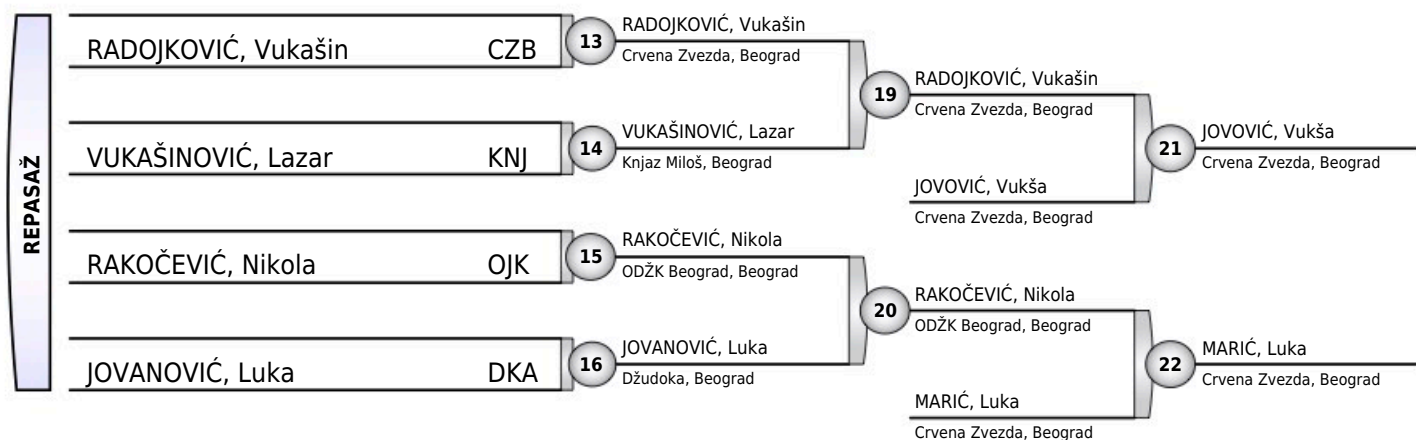 REPASAŽ
RADOJKOVIĆ, Vukašin CZB
13
RADOJKOVIĆ, Vukašin
Crvena Zvezda, Beograd
VUKAŠINOVIĆ, Lazar KNJ
14
VUKAŠINOVIĆ, Lazar
Knjaz Miloš, Beograd
19
RADOJKOVIĆ, Vukašin
Crvena Zvezda, Beograd
JOVOVIĆ, Vukša
Crvena Zvezda, Beograd
21
JOVOVIĆ, Vukša
Crvena Zvezda, Beograd
RAKOČEVIĆ, Nikola OJK
15
RAKOČEVIĆ, Nikola
ODŽK Beograd, Beograd
JOVANOVIĆ, Luka DKA
16
JOVANOVIĆ, Luka
Džudoka, Beograd
20
RAKOČEVIĆ, Nikola
ODŽK Beograd, Beograd
MARIĆ, Luka
Crvena Zvezda, Beograd
22
MARIĆ, Luka
Crvena Zvezda, Beograd